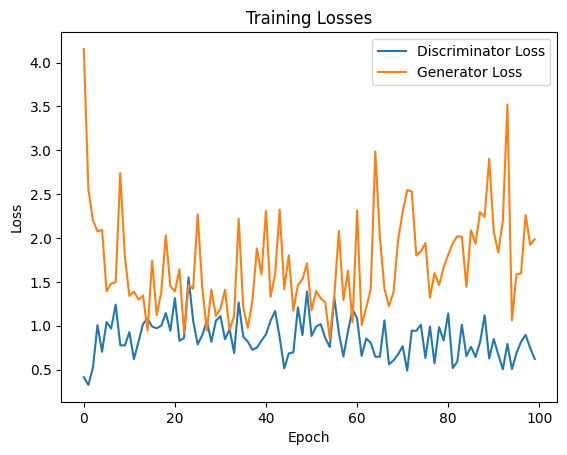 Training Losses
Discriminator Loss
Generator Loss
4.0
3.5
3.0
2.5
2.0
1.5
1.0
0.5
Loss
0 20 40 60 80 100
Epoch